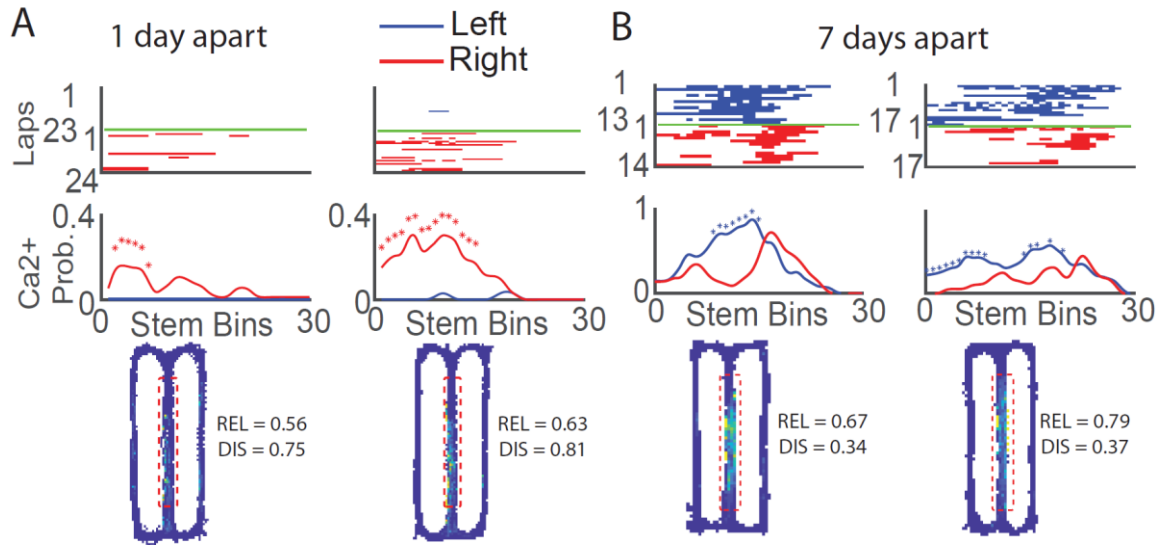 A
1 day apart
Left
Right
B
7 days apart
Laps
1
23
1
24
1
13
1
14
1
17
1
17
Ca2+
Prob..
0.4
0
0.4
0
1
0
0
Stem Bins
30
0
Stem Bins
30
0
Stem Bins
30
0
Stem Bins
30
REL = 0.56
DIS = 0.75
REL = 0.63
DIS = 0.81
REL = 0.67
DIS = 0.34
REL = 0.79
DIS = 0.37